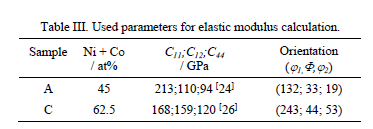 Table III. Used parameters for elastic modulus calculation.
Sample Ni + Co C11;C12;C44 Orientation
/ at% / GPa (φ1,Φ,φ2)
A 45 213;110;94 [24] (132; 33; 19)
C 62.5 168;159;120 [26] (243; 44; 53)